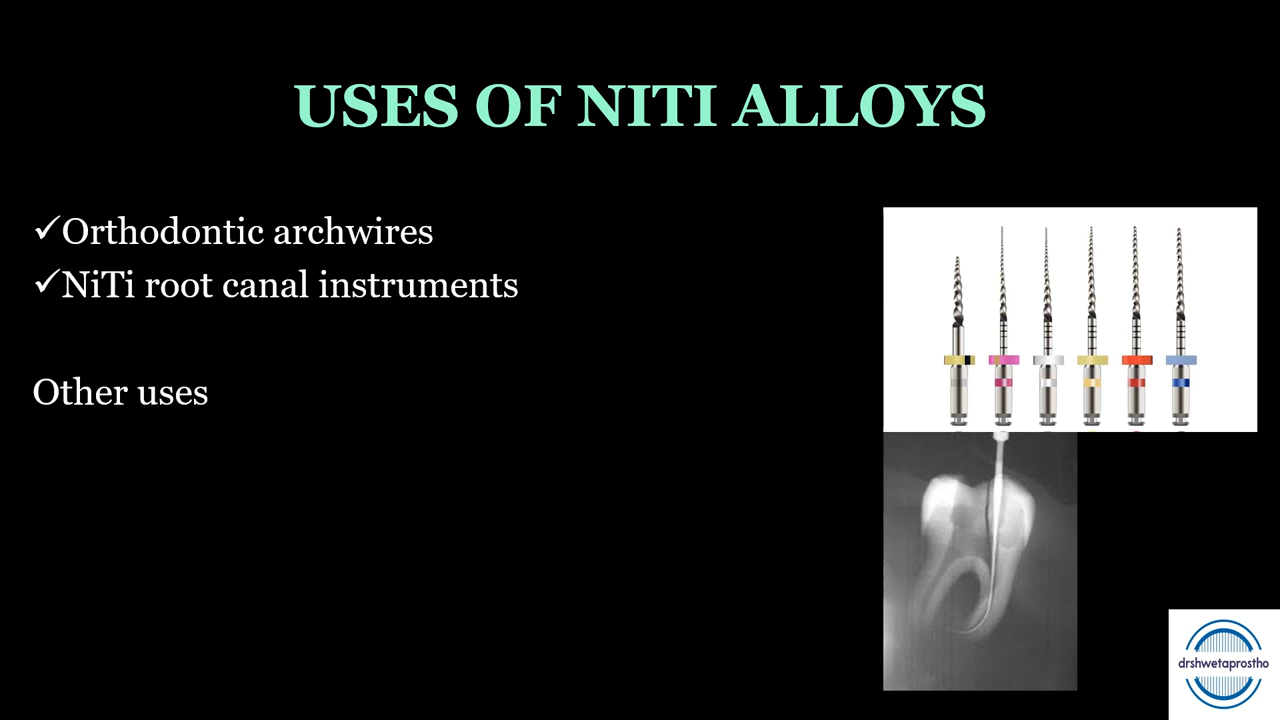 USES OF NITI ALLOYS
✓Orthodontic archwires
✓NiTi root canal instruments
Other uses
drshwetaprostho